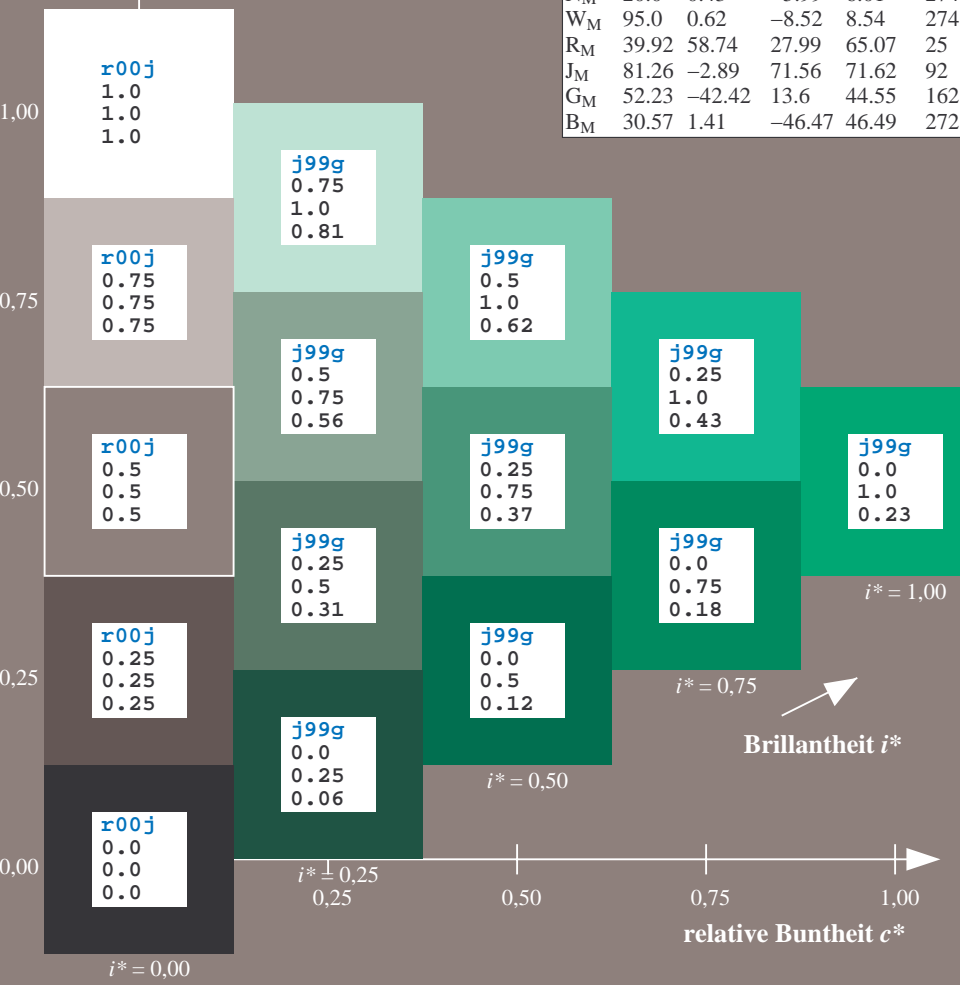 W_M 95.0 0.62 −8.52 8.54 274
R_M 39.92 58.74 27.99 65.07 25
J_M 81.26 −2.89 71.56 71.62 92
G_M 52.23 −42.42 13.6 44.55 162
B_M 30.57 1.41 −46.47 46.49 272
r00j
1.0
1.0
1.0
1,00
j99g
0.75
1.0
0.81
r00j
0.75
0.75
0.75
0,75
j99g
0.5
1.0
0.62
j99g
0.5
0.75
0.56
j99g
0.25
1.0
0.43
r00j
0.5
0.5
0.5
0,50
j99g
0.25
0.75
0.37
j99g
0.0
1.0
0.23
j99g
0.25
0.5
0.31
j99g
0.0
0.75
0.18
i* = 1,00
r00j
0.25
0.25
0.25
0,25
j99g
0.0
0.5
0.12
i* = 0,75
Brillantheit i*
j99g
0.0
0.25
0.06
i* = 0,50
r00j
0.0
0.0
0.0
0,00
i* = 0,25
0,25 0,50 0,75 1,00
relative Buntheit c*
i* = 0,00